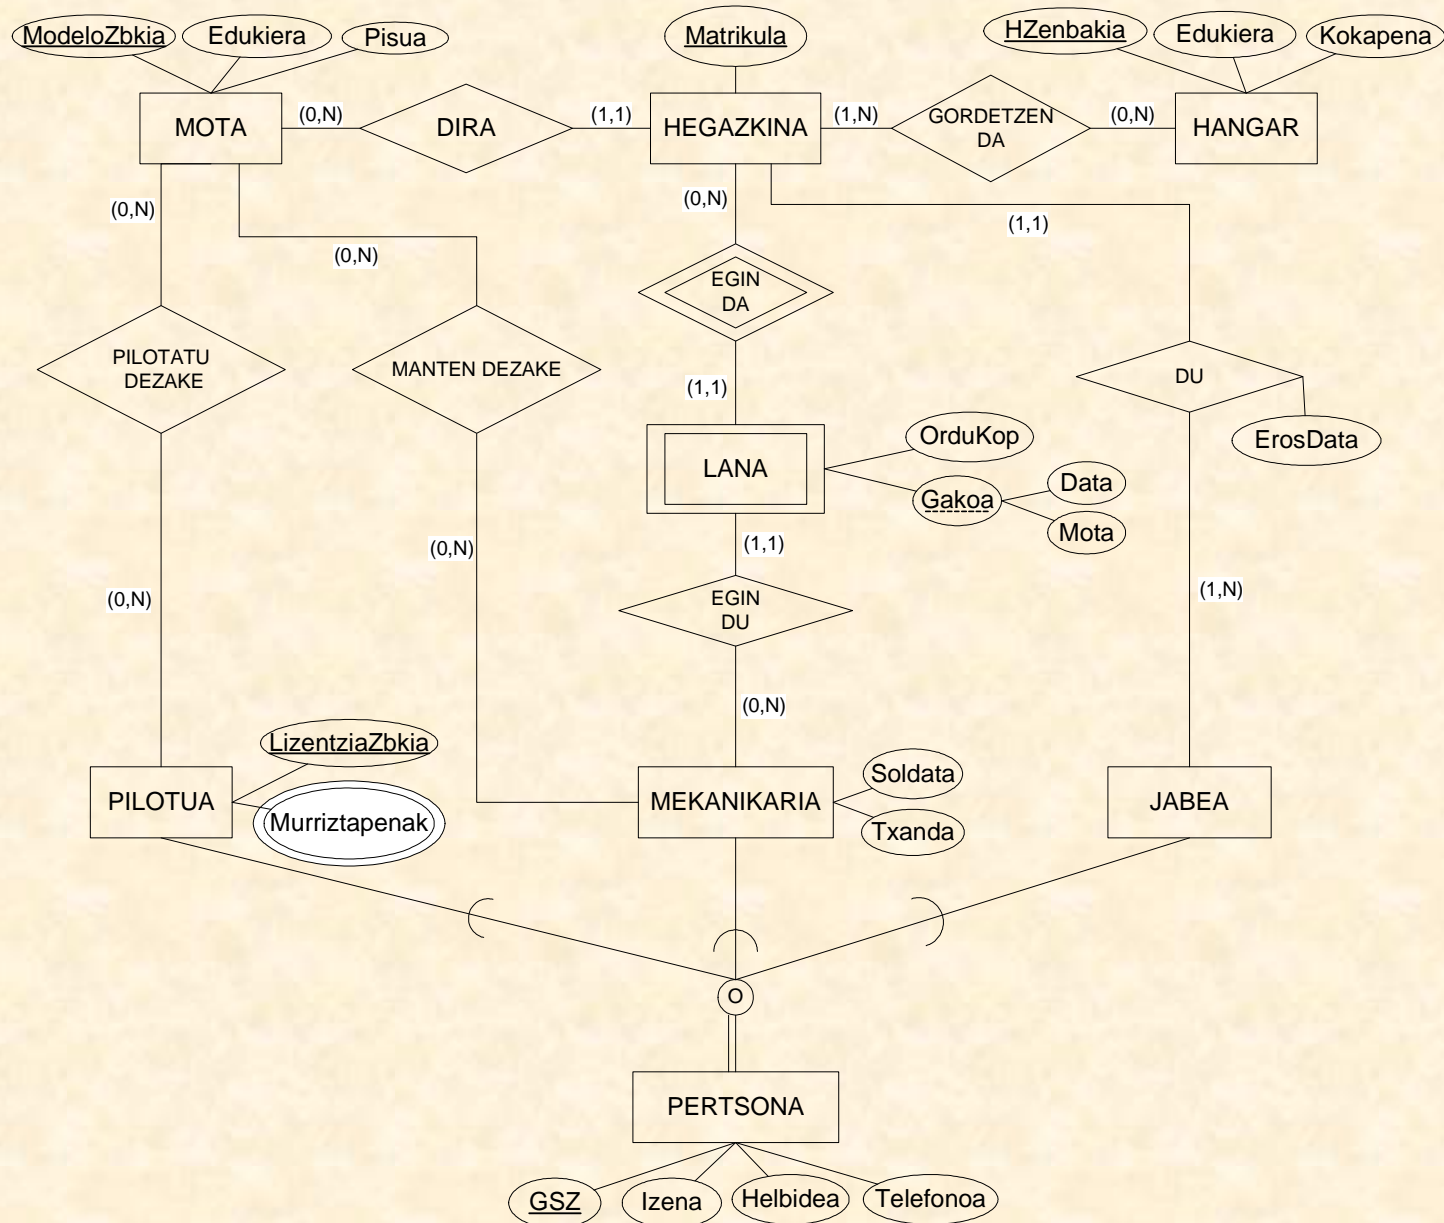 ModeloZbkia
Edukiera
Pisua
Matrikula
HZenbakia
Edukiera
Kokapena
MOTA
(0,N)
DIRA
(1,1)
HEGAZKINA
(1,N)
GORDETZEN
DA
(0,N)
HANGAR
(0,N)
(0,N)
(0,N)
(1,1)
EGIN
DA
PILOTATU
DEZAKE
MANTEN DEZAKE
(1,1)
DU
ErosData
LANA
OrduKop
Gakoa
Data
Mota
(0,N)
(1,1)
(0,N)
EGIN
DU
(1,N)
(0,N)
LizentziaZbkia
PILOTUA
Murriztapenak
MEKANIKARIA
Soldata
Txanda
JABEA
O
PERTSONA
GSZ
Izena
Helbidea
Telefonoa